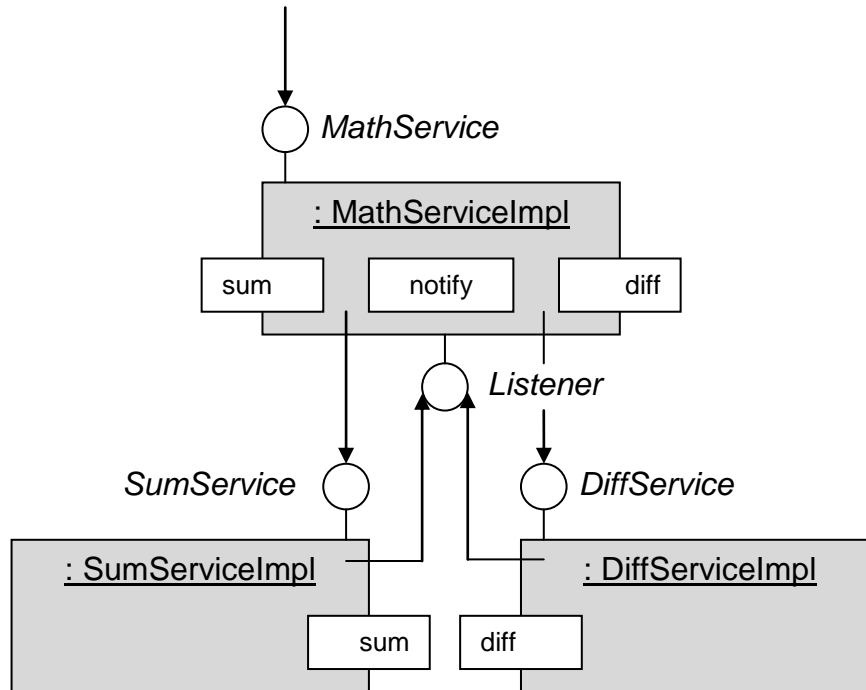 MathService
: MathServiceImpl
sum
notify
diff
Listener
SumService
DiffService
: SumServiceImpl
: DiffServiceImpl
sum
diff